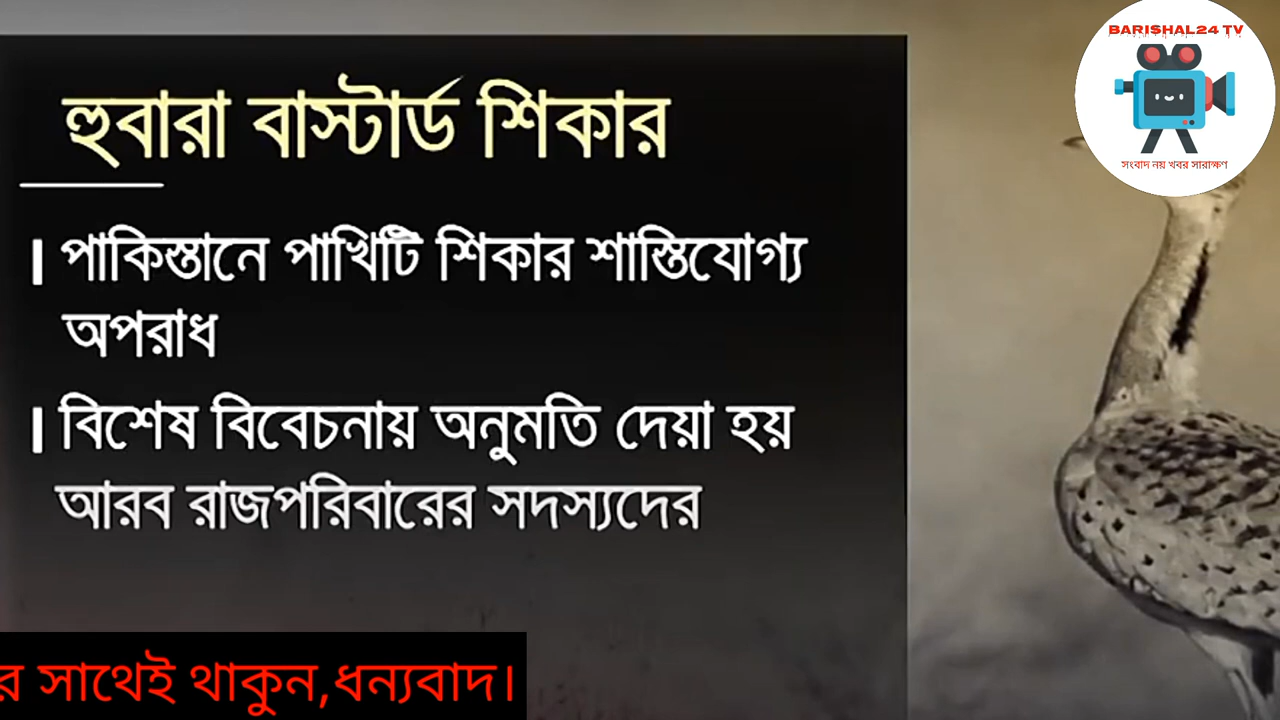 BARISHAL24 TV
সংবাদ নয় খবর সারাক্ষণ
হুবারা বাস্টার্ড শিকার
পাকিস্তানে পাখিটি শিকার শাস্তিযোগ্য
অপরাধ
বিশেষ বিবেচনায় অনুমতি দেয়া হয়
আরব রাজপরিবারের সদস্যদের
র সাথেই থাকুন,ধন্যবাদ।